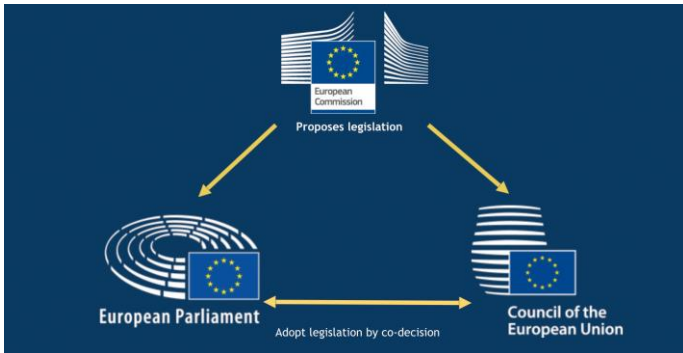 European
Commission
Proposes legislation
European Parliament
Council of the
European Union
Adopt legislation by co-decision